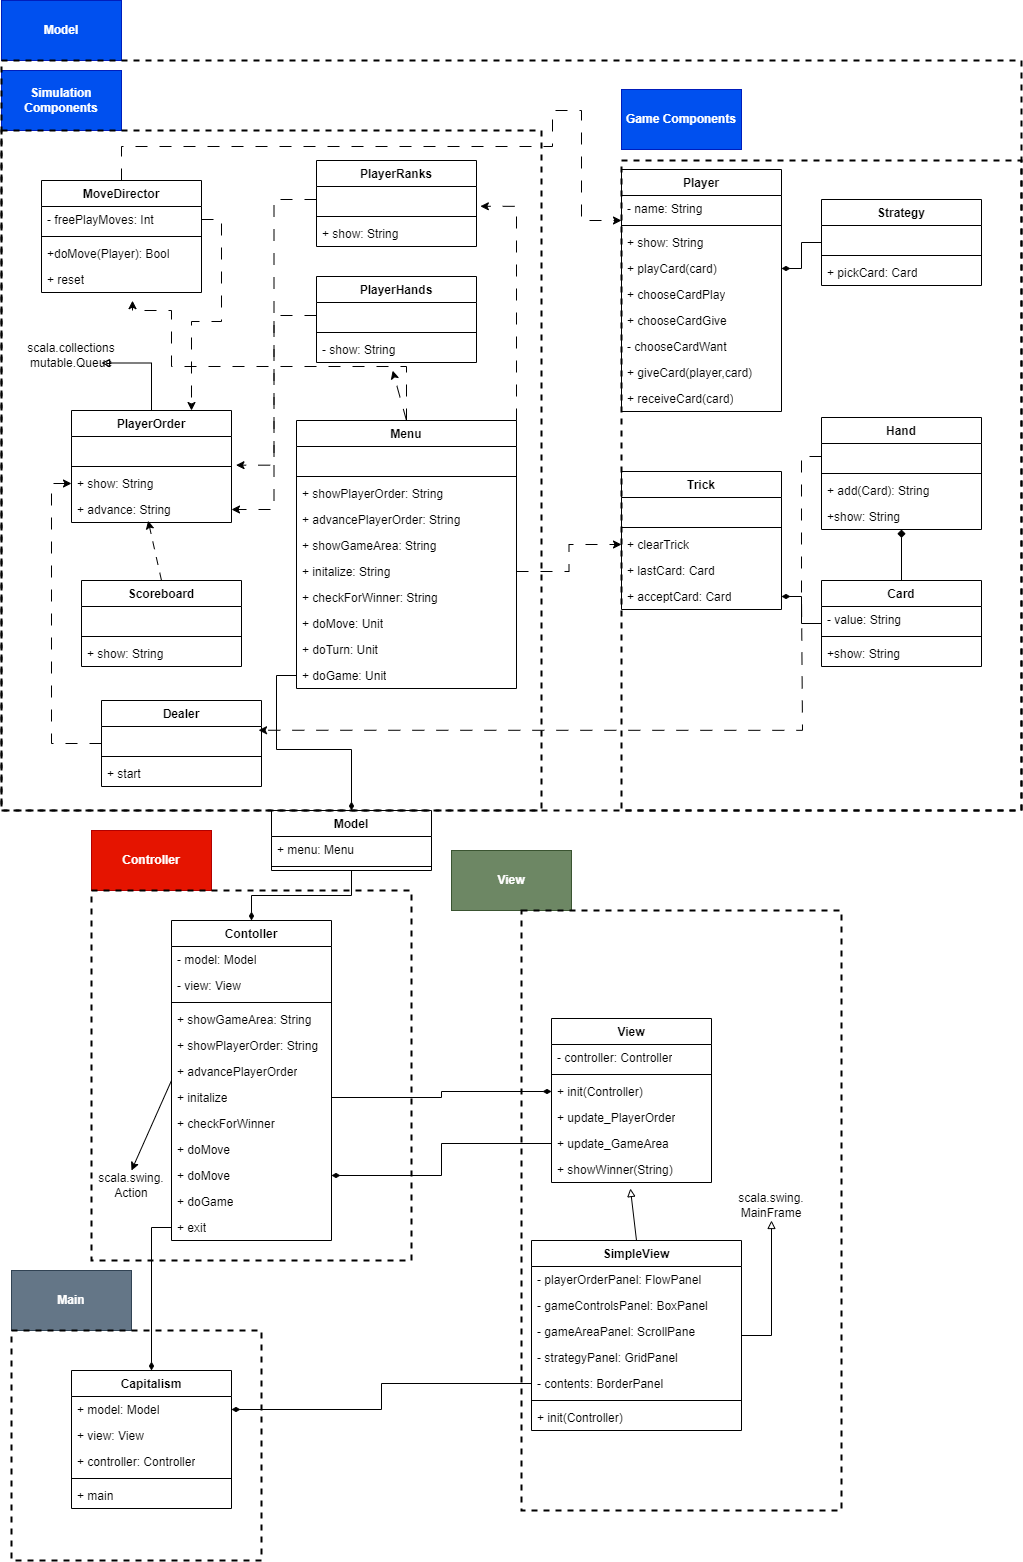 Model
Simulation
Components
Game Components
MoveDirector
- freePlayMoves: Int
+doMove(Player): Bool
+ reset
PlayerRanks
+ show: String
PlayerHands
- show: String
scala.collections
mutable.Queue
PlayerOrder
+ show: String
+ advance: String
Scoreboard
+ show: String
Dealer
+ start
Menu
+ showPlayerOrder: String
+ advancePlayerOrder: String
+ showGameArea: String
+ initalize: String
+ checkForWinner: String
+ doMove: Unit
+ doTurn: Unit
+ doGame: Unit
Player
- name: String
+ show: String
+ playCard(card)
+ chooseCardPlay
+ chooseCardGive
- chooseCardWant
+ giveCard(player,card)
+ receiveCard(card)
Strategy
+ pickCard: Card
Trick
+ clearTrick
+ lastCard: Card
+ acceptCard: Card
Hand
+ add(Card): String
+show: String
Card
- value: String
+show: String
Model
+ menu: Menu
Controller
Contoller
- model: Model
- view: View
+ showGameArea: String
+ showPlayerOrder: String
+ advancePlayerOrder
+ initalize
+ checkForWinner
+ doMove
+ doMove
+ doGame
+ exit
scala.swing.
Action
View
View
- controller: Controller
+ init(Controller)
+ update_PlayerOrder
+ update_GameArea
+ showWinner(String)
scala.swing.
MainFrame
SimpleView
- playerOrderPanel: FlowPanel
- gameControlsPanel: BoxPanel
- gameAreaPanel: ScrollPane
- strategyPanel: GridPanel
- contents: BorderPanel
+ init(Controller)
Main
Capitalism
+ model: Model
+ view: View
+ controller: Controller
+ main